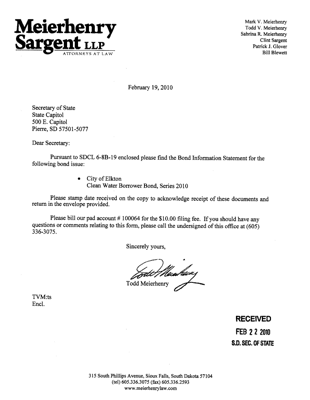 Meierhenry
Sargent LLP
ATTORNEYS AT LAW
Mark V. Meierhenry
Todd V. Meierhenry
Sabrina R. Meierhenry
Clint Sargent
Patrick J. Glover
Bill Blewett
February 19, 2010
Secretary of State
State Capitol
500 E. Capitol
Pierre, SD 57501-5077
Dear Secretary:
Pursuant to SDCL 6-8B-19 enclosed please find the Bond Information Statement for the
following bond issue:
• City of Elkton
Clean Water Borrower Bond, Series 2010
Please stamp date received on the copy to acknowledge receipt of these documents and
return in the envelope provided.
Please bill our pad account # 100064 for the $10.00 filing fee. If you should have any
questions or comments relating to this form, please call the undersigned of this office at (605)
336-3075.
Sincerely yours,
Todd Meierhenry
Todd Meierhenry
TVM:ts
Encl.
RECEIVED
FEB 22 2010
S.D. SEC. OF STATE
315 South Phillips Avenue, Sioux Falls, South Dakota 57104
(tel) 605.336.3075 (fax) 605.336.2593
www.meierhenrylaw.com